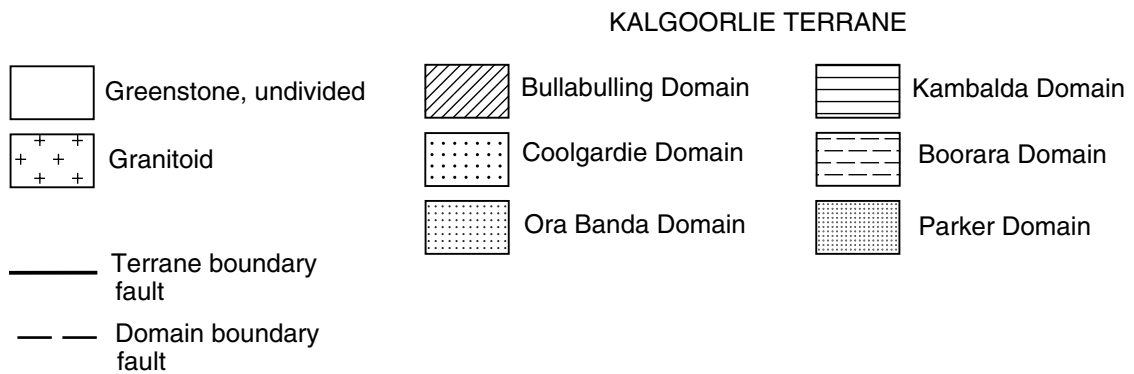 KALGOORLIE TERRANE
Greenstone, undivided
Granitoid
Terrane boundary
fault
Domain boundary
fault
Bullabulling Domain
Coolgardie Domain
Ora Banda Domain
Kambalda Domain
Boorara Domain
Parker Domain